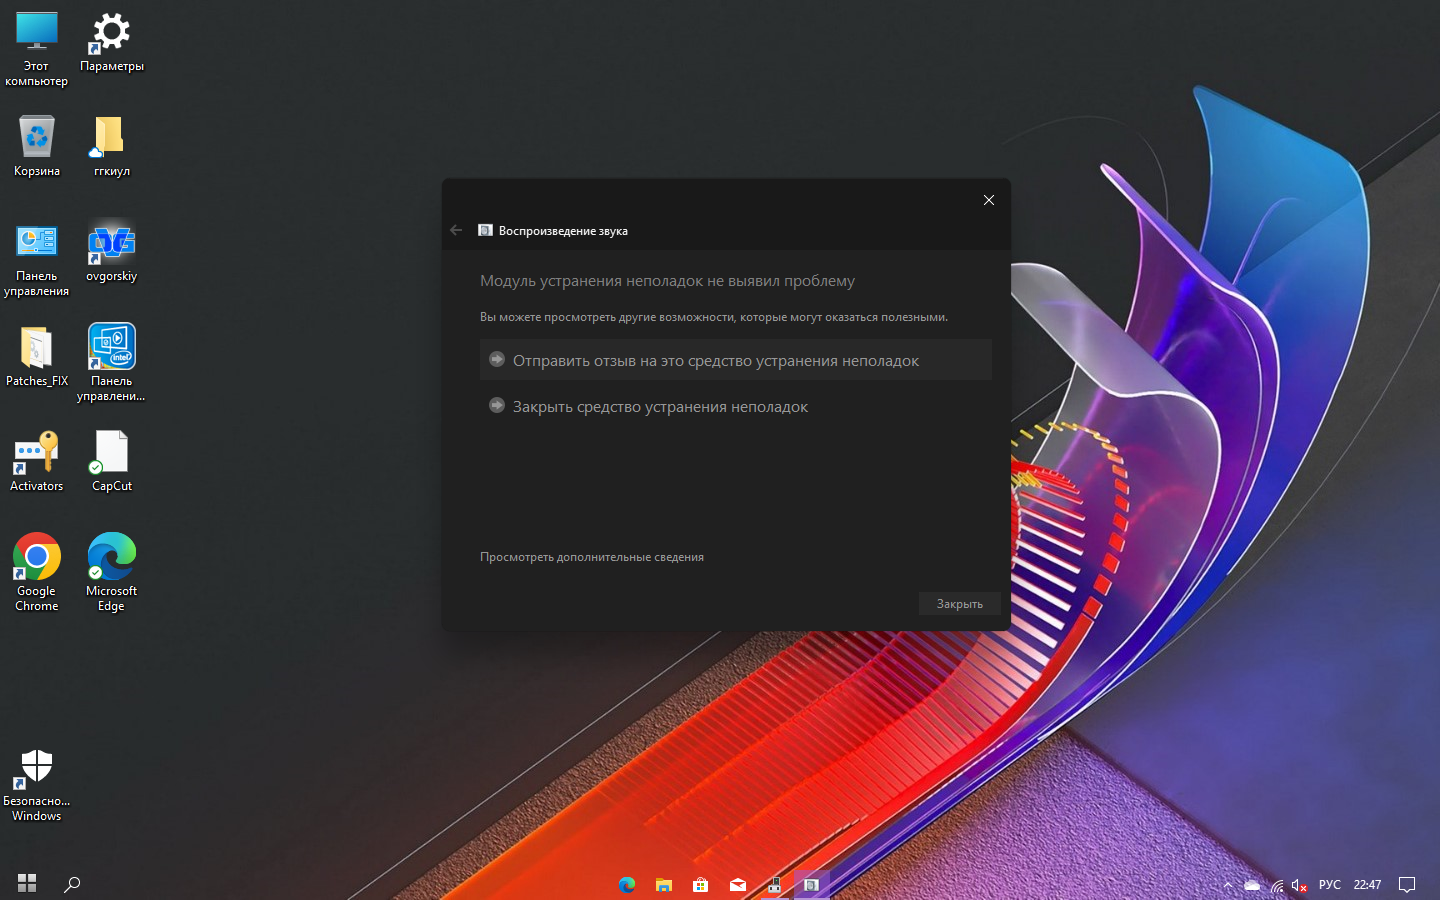 Этот
компьютер
Параметры
Корзина
ггкиул
Панель
управления
ovgorskiy
Patches_FIX
Панель
управлени...
Activators
CapCut
Google
Chrome
Microsoft
Edge
Безопасно...
Windows
Воспроизведение звука
Модуль устранения неполадок не выявил проблему
Вы можете просмотреть другие возможности, которые могут оказаться полезными.
Отправить отзыв на это средство устранения неполадок
Закрыть средство устранения неполадок
Просмотреть дополнительные сведения
Закрыть
OG
intel
РУС
22:47